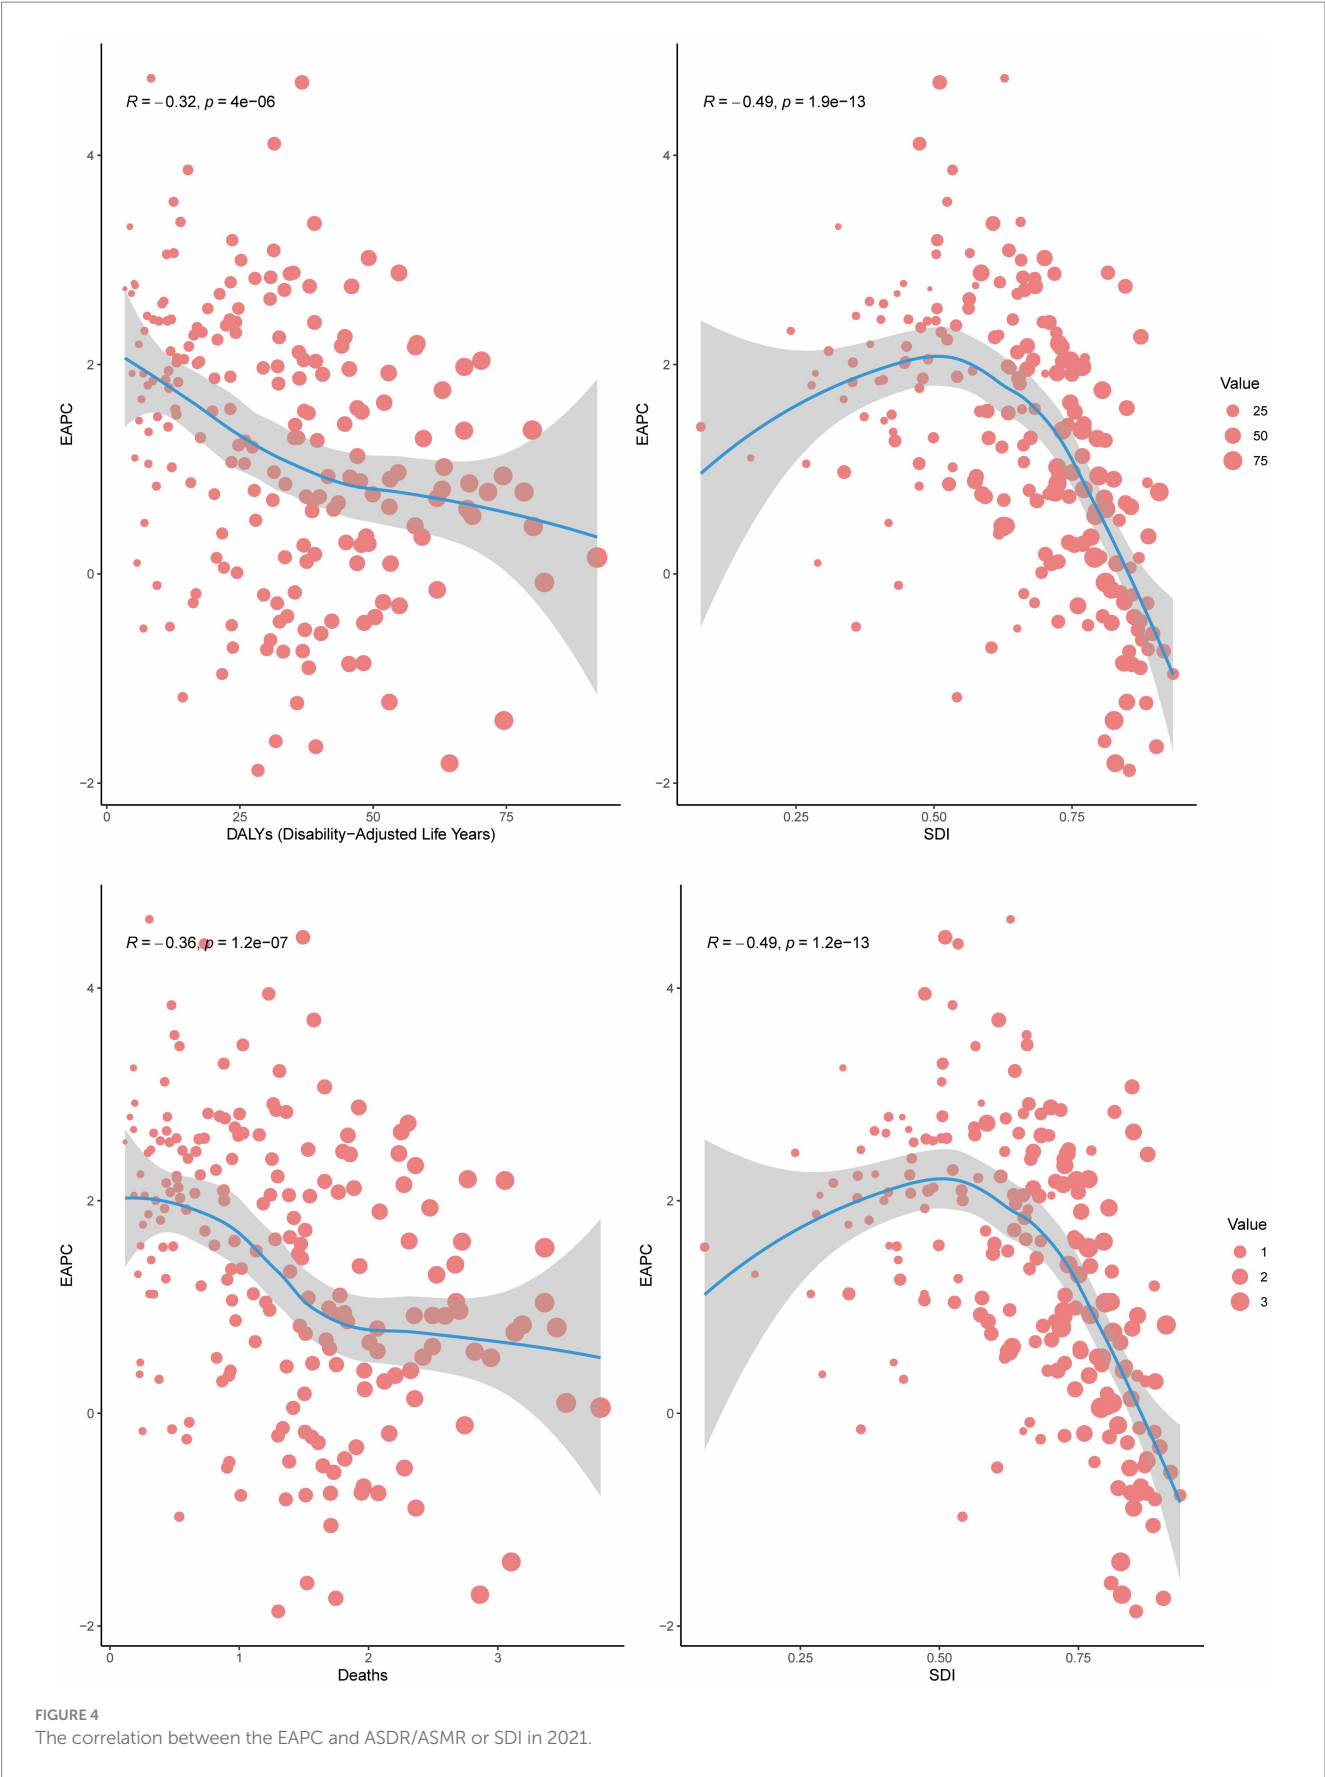 R = −0.32, p = 4e−06
R = −0.49, p = 1.9e−13
4
2
0
−2
EAPC
0 25 50 75
DALYs (Disability−Adjusted Life Years)
4
2
0
−2
EAPC
0.25 0.50 0.75
SDI
Value
25
50
75
R = −0.36, p = 1.2e−07
R = −0.49, p = 1.2e−13
4
2
0
−2
EAPC
0 1 2 3
Deaths
4
2
0
−2
EAPC
0.25 0.50 0.75
SDI
Value
1
2
3
FIGURE 4
The correlation between the EAPC and ASDR/ASMR or SDI in 2021.